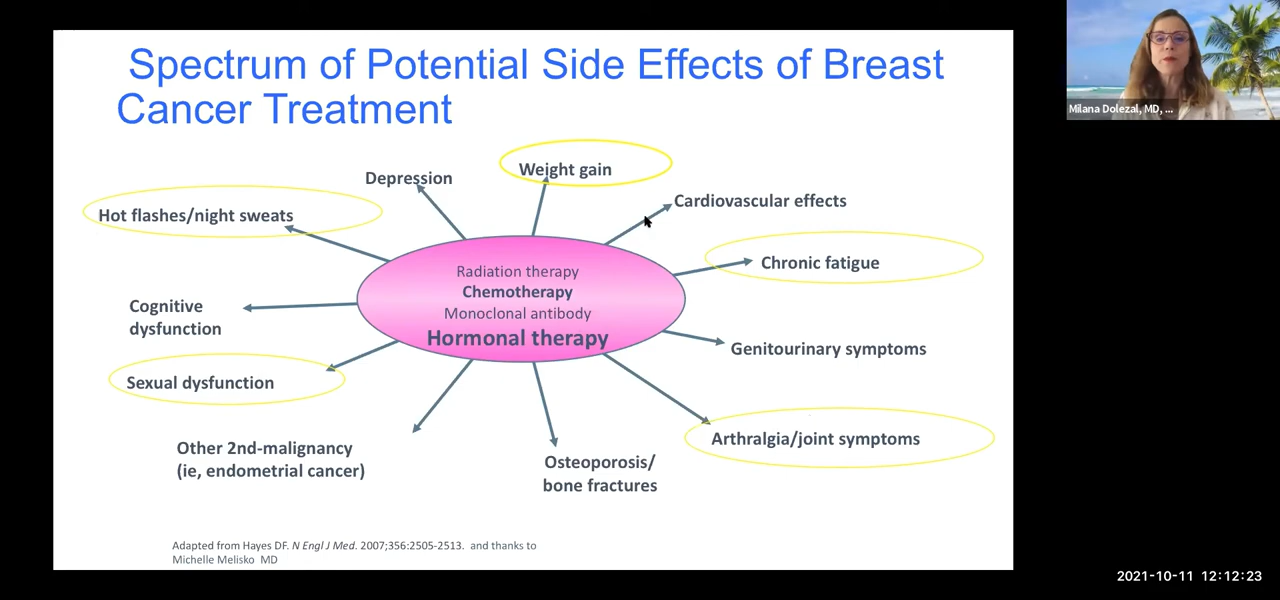 Spectrum of Potential Side Effects of Breast
Cancer Treatment
Milana Dolezal, MD, ...
Weight gain
Depression
Cardiovascular effects
Hot flashes/night sweats
Chronic fatigue
Radiation therapy
Chemotherapy
Monoclonal antibody
Hormonal therapy
Cognitive
dysfunction
Genitourinary symptoms
Sexual dysfunction
Arthralgia/joint symptoms
Other 2nd-malignancy
(ie, endometrial cancer)
Osteoporosis/
bone fractures
Adapted from Hayes DF. N Engl J Med. 2007;356:2505-2513. and thanks to
Michelle Melisko MD
2021-10-11 12:12:23